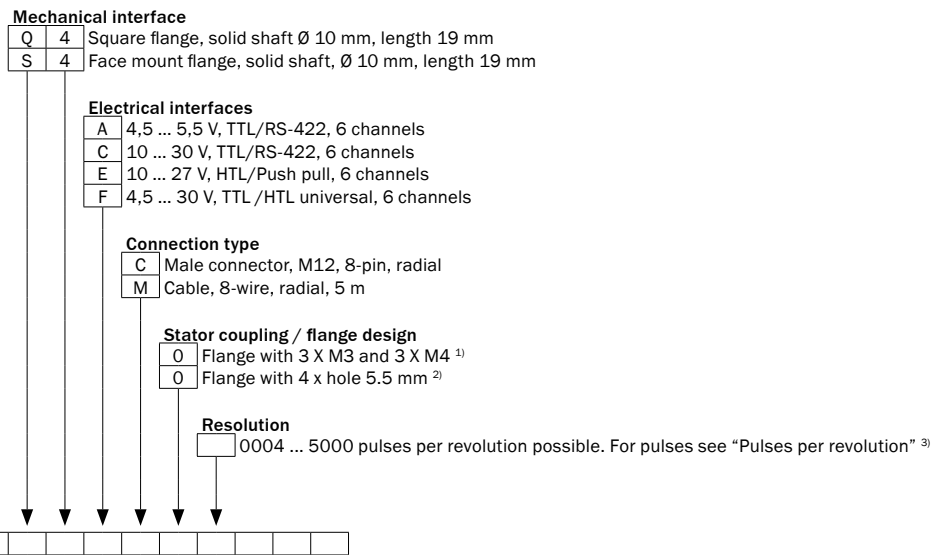 Mechanical interface
Q 4 Square flange, solid shaft Ø 10 mm, length 19 mm
S 4 Face mount flange, solid shaft, Ø 10 mm, length 19 mm
Electrical interfaces
A 4,5 ... 5,5 V, TTL/RS-422, 6 channels
C 10 ... 30 V, TTL/RS-422, 6 channels
E 10 ... 27 V, HTL/Push pull, 6 channels
F 4,5 ... 30 V, TTL /HTL universal, 6 channels
Connection type
C Male connector, M12, 8-pin, radial
M Cable, 8-wire, radial, 5 m
Stator coupling / flange design
0 Flange with 3 X M3 and 3 X M4 1)
0 Flange with 4 x hole 5.5 mm 2)
Resolution
0004 ... 5000 pulses per revolution possible. For pulses see “Pulses per revolution” 3)